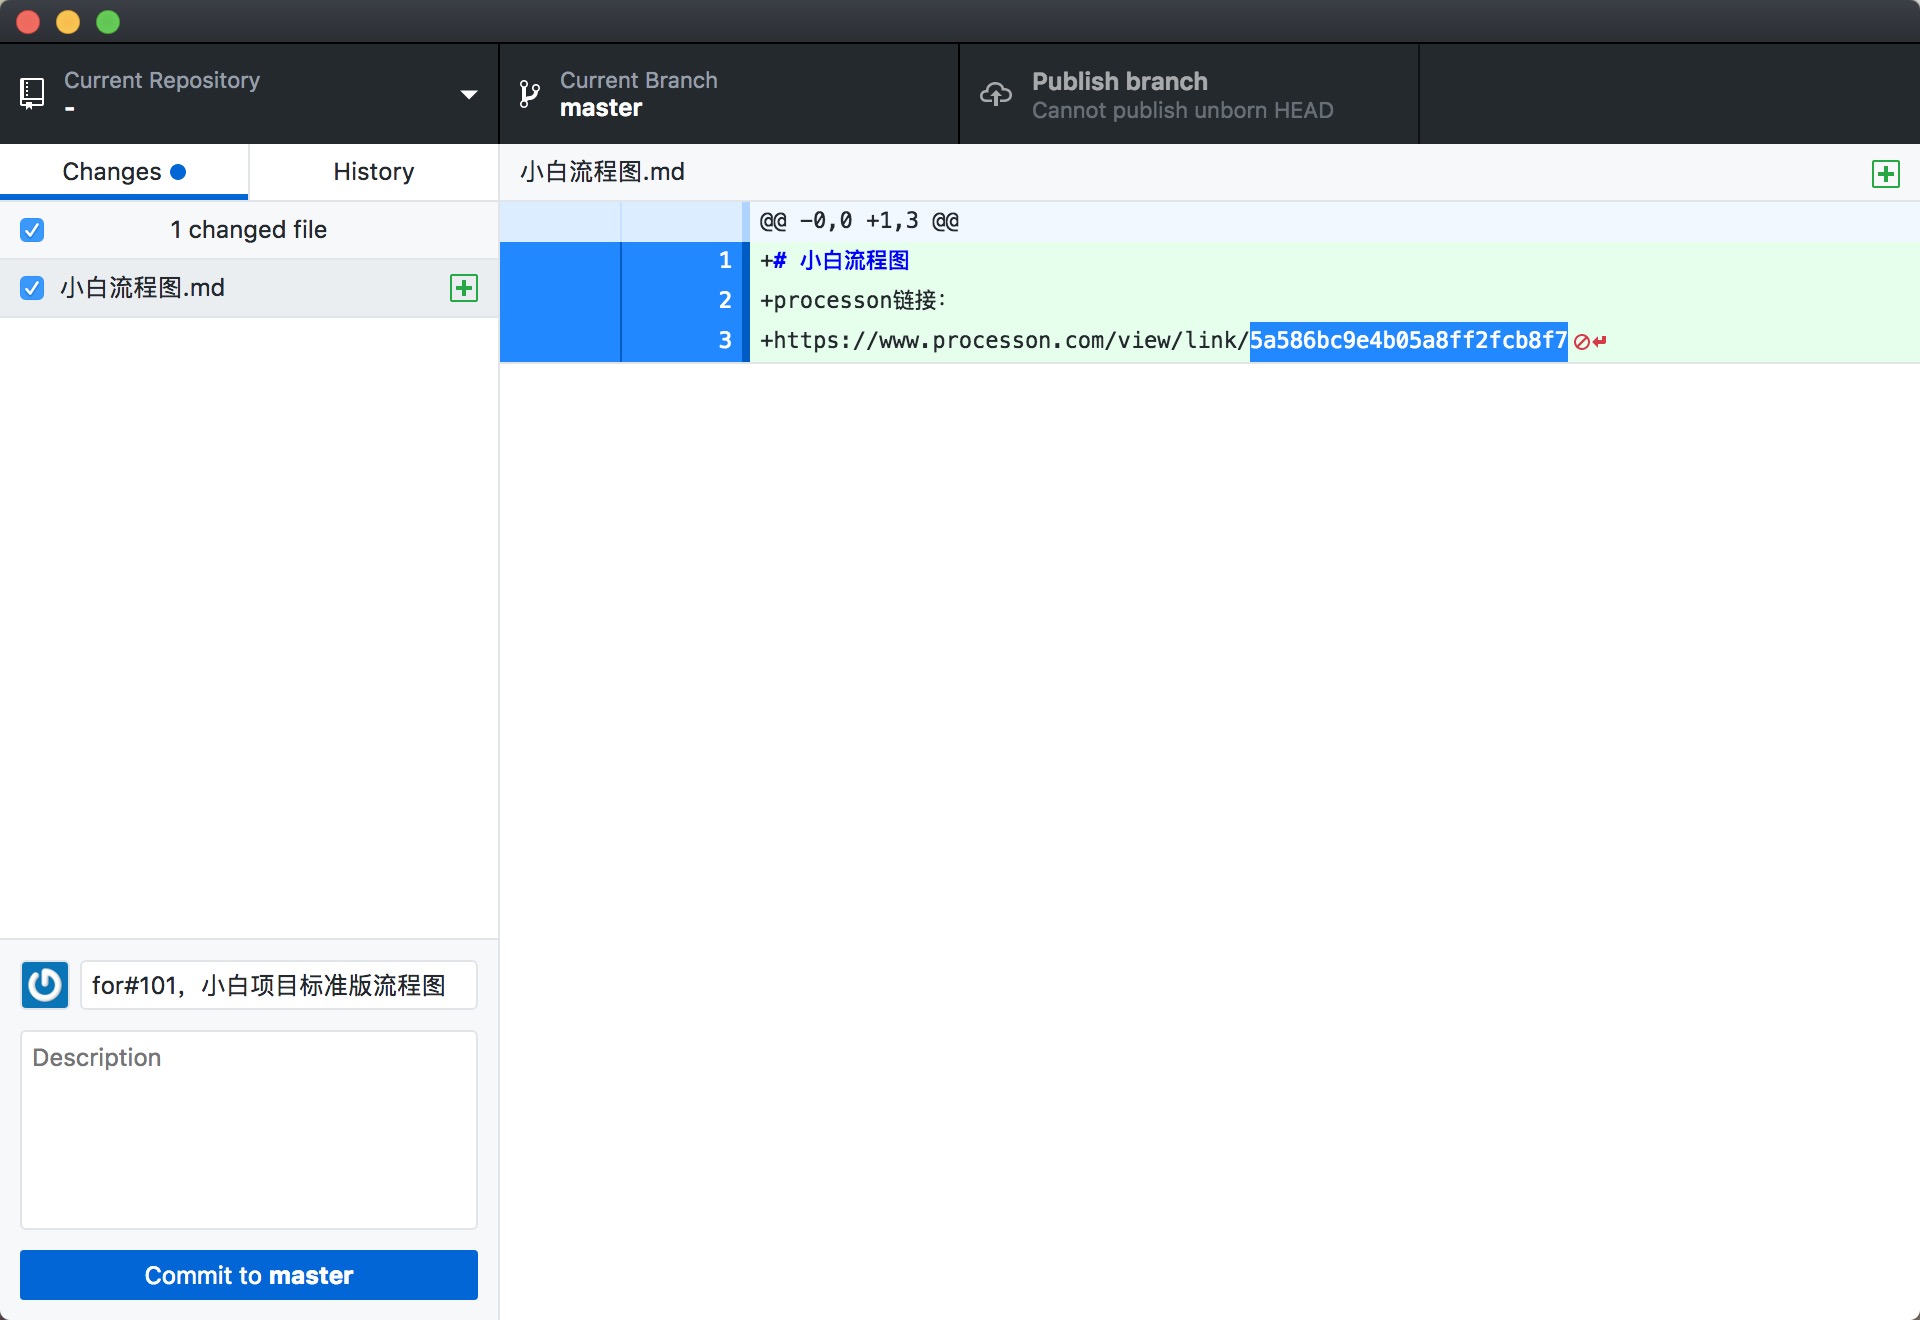 Current Repository
-
Current Branch
master
Publish branch
Cannot publish unborn HEAD
Changes
History
1 changed file
小白流程图.md
小白流程图.md
@@ -0,0 +1,3 @@
1 +# 小白流程图
2 +processon链接：
3 +https://www.processon.com/view/link/5a586bc9e4b05a8ff2fcb8f7
for#101，小白项目标准版流程图
Description
Commit to master